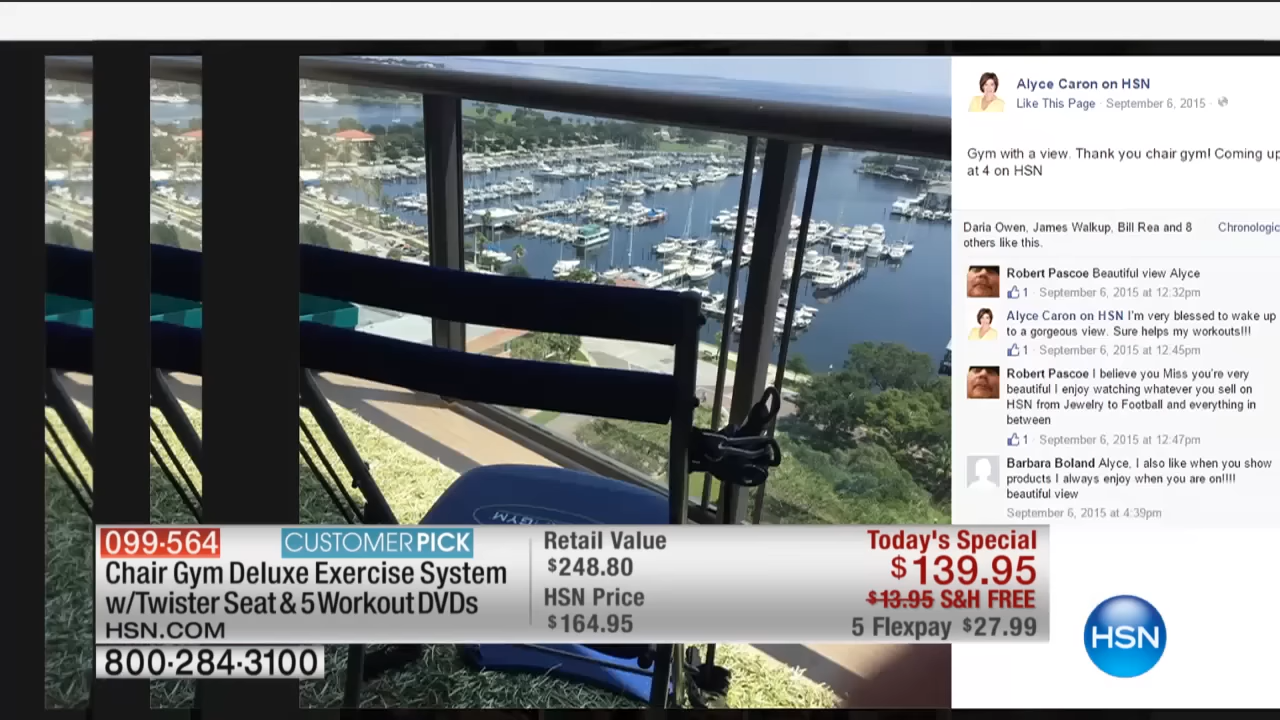 Alyce Caron on HSN
Like This Page · September 6, 2015 ·
Gym with a view. Thank you chair gym! Coming up
at 4 on HSN
Daria Owen, James Walkup, Bill Rea and 8
others like this.
Chronologic
Robert Pascoe Beautiful view Alyce
1 · September 6, 2015 at 12:32pm
Alyce Caron on HSN I'm very blessed to wake up
to a gorgeous view. Sure helps my workouts!!!
1 · September 6, 2015 at 12:45pm
Robert Pascoe I believe you Miss you're very
beautiful I enjoy watching whatever you sell on
HSN from Jewelry to Football and everything in
between
1 · September 6, 2015 at 12:47pm
Barbara Boland Alyce, I also like when you show
products I always enjoy when you are on!!!!
beautiful view
September 6, 2015 at 4:39pm
099·564
CUSTOMER PICK
Chair Gym Deluxe Exercise System
w/Twister Seat & 5 Workout DVDs
HSN.COM
800·284·3100
Retail Value
$248.80
HSN Price
$164.95
Today's Special
$139.95
$13.95 S&H FREE
5 Flexpay $27.99
HSN